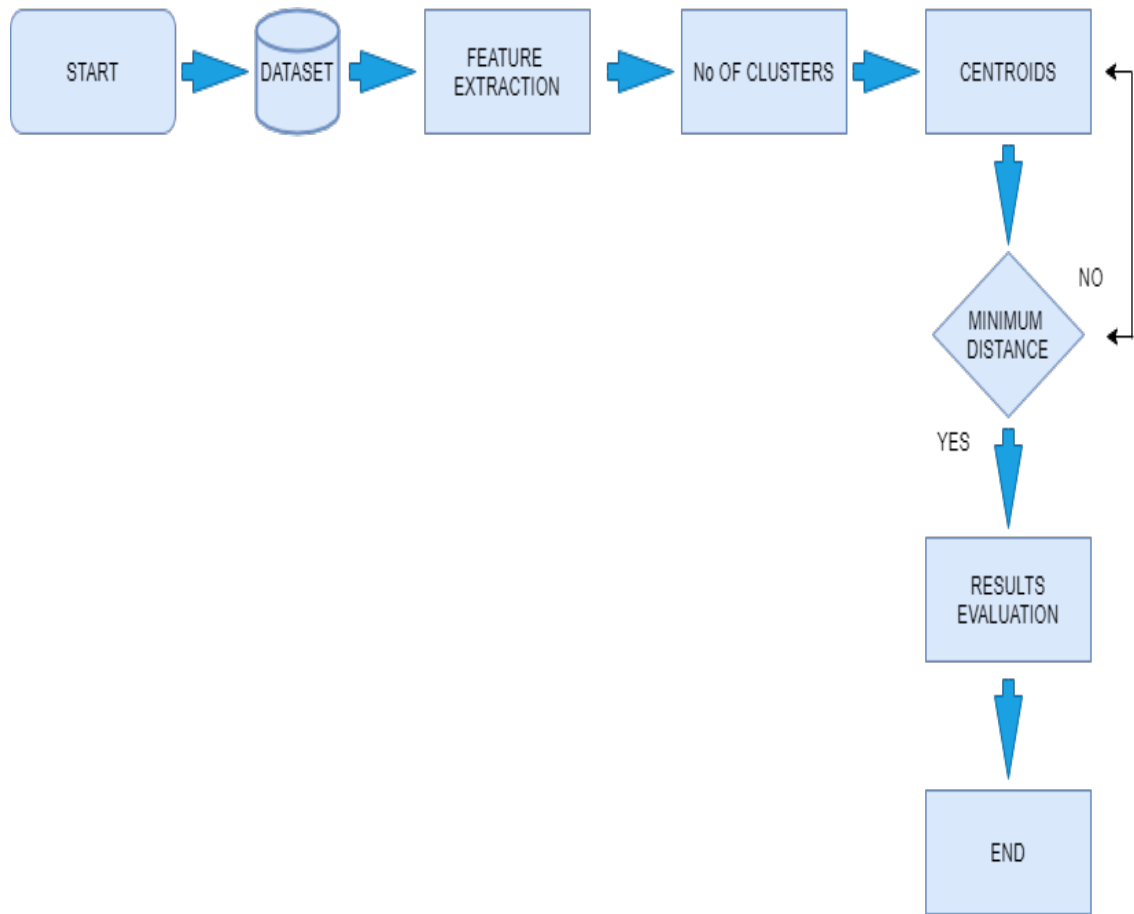 START
DATASET
FEATURE
EXTRACTION
No OF CLUSTERS
CENTROIDS
NO
MINIMUM
DISTANCE
YES
RESULTS
EVALUATION
END